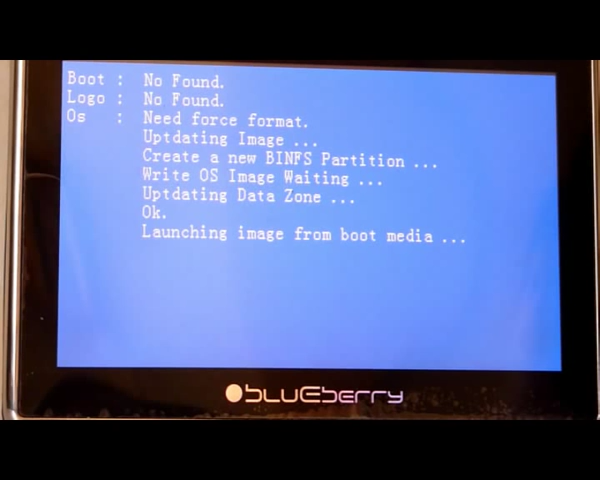 Boot : No Found.
Logo : No Found.
Os : Need force format.
Uptdating Image ...
Create a new BINFS Partition ...
Write OS Image Waiting ...
Uptdating Data Zone ...
Ok.
Launching image from boot media ...
blueberry